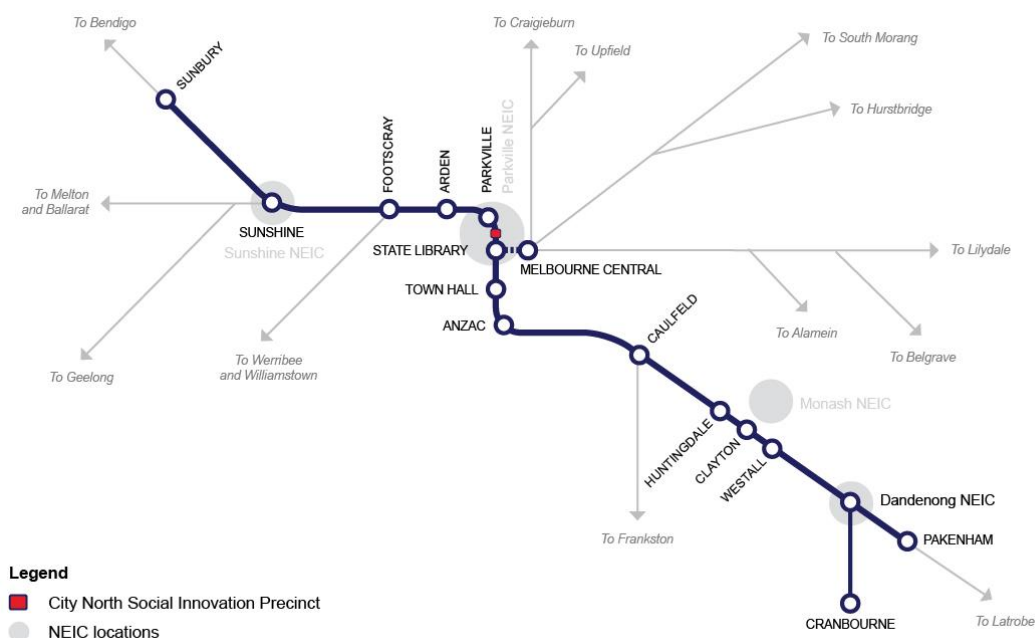 To Bendigo
To Craigieburn
To Upfield
To South Morang
SUNBURY
To Hurstbridge
FOOTSCRAY
ARDEN
PARKVILLE
Parkville NEIC
To Melton
and Ballarat
SUNSHINE
Sunshine NEIC
STATE LIBRARY
MELBOURNE CENTRAL
To Lilydale
TOWN HALL
ANZAC
CAULFELD
To Alamein
To Belgrave
To Geelong
To Werribee
and Williamstown
Monash NEIC
HUNTINGDALE
CLAYTON
WESTALL
Dandenong NEIC
To Frankston
PAKENHAM
CRANBOURNE
To Latrobe
Legend
City North Social Innovation Precinct
NEIC locations